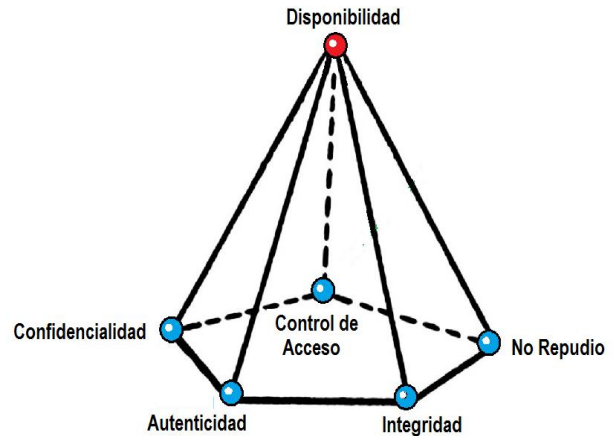 Disponibilidad
Confidencialidad
Control de
Acceso
No Repudio
Autenticidad
Integridad